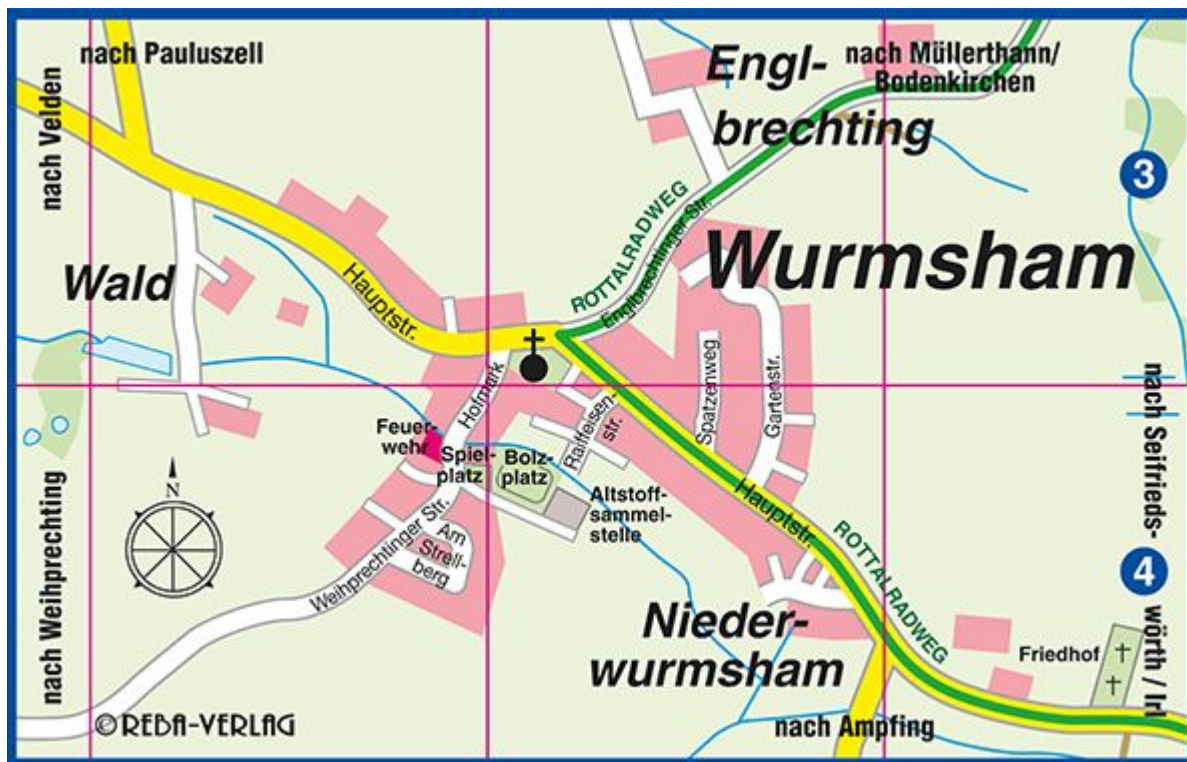 nach Pauluszell
nach Velden
Engl-
brechting
nach Müllerthann/
Bodenkirchen
3
ROTTALRADWEG
Englbrechtinger Str.
Wurmsham
Wald
Hauptstr.
Hofmark
Spatzenweg
Gartenstr.
Raiffeisen-
str.
Feuer-
wehr
Spiel-
platz
Bolz-
platz
Altstoff-
sammel-
stelle
Hauptstr.
nach Seifrieds-
wörth / Irl
N
nach Weihprechting
Weihprechtinger Str.
Am
Strell-
berg
ROTTALRADWEG
4
Nieder-
wurmsham
Friedhof
nach Ampfing
© REBA-VERLAG